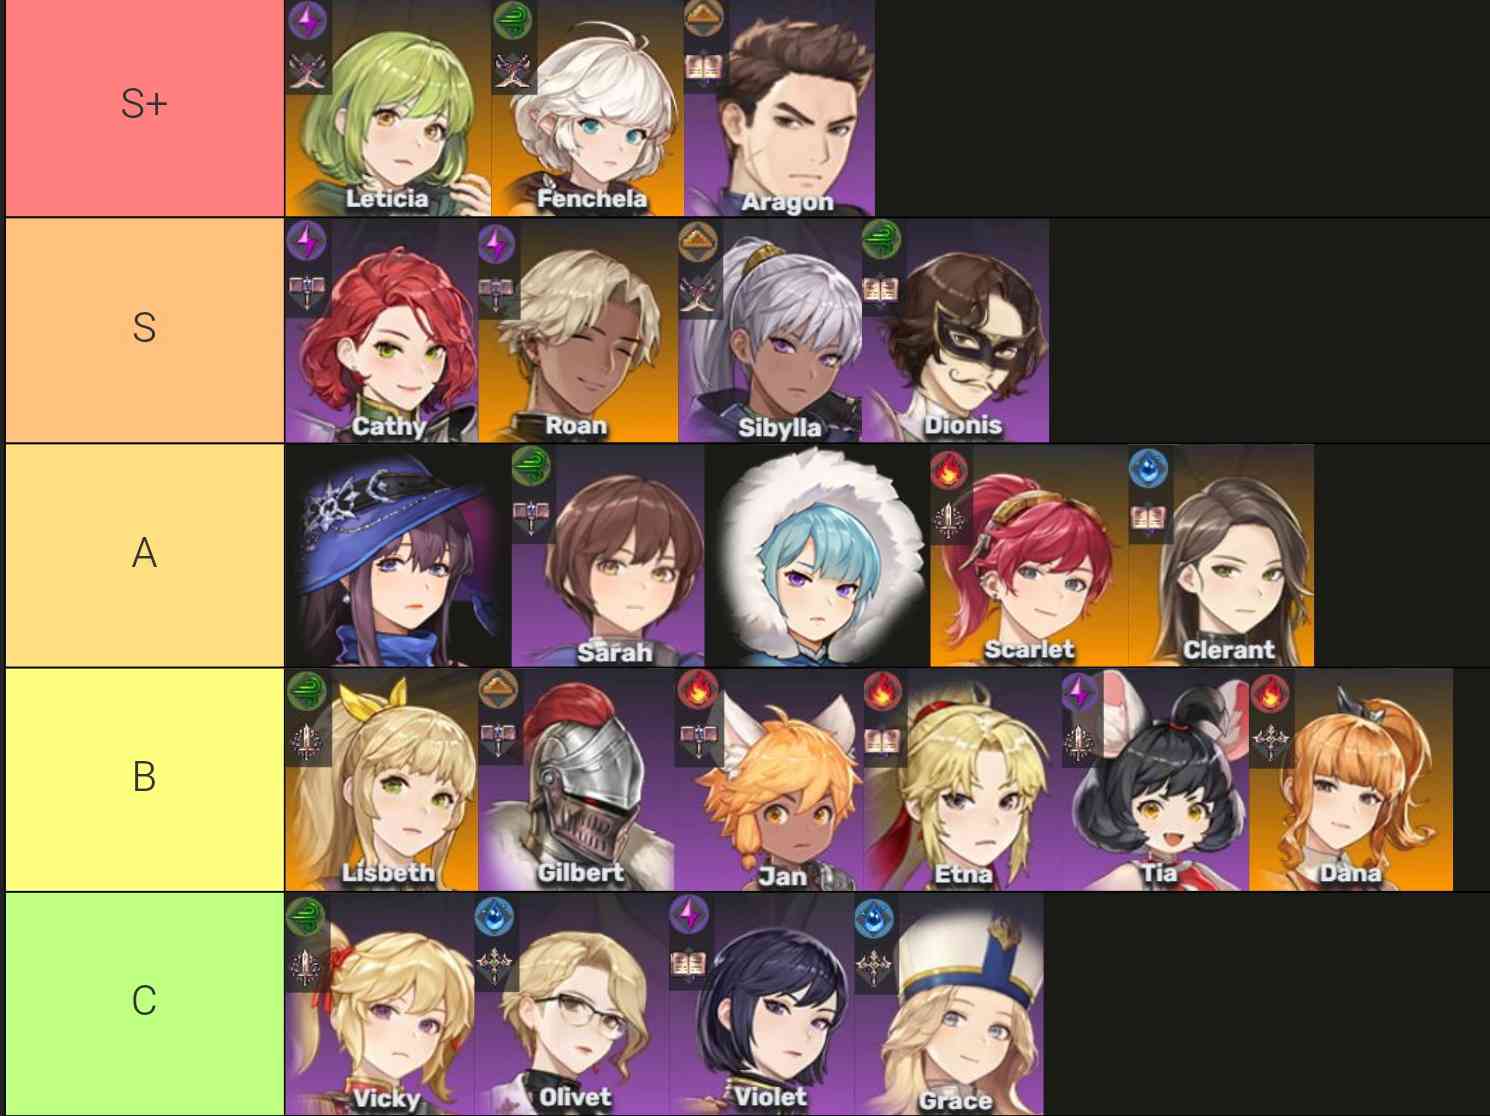 S+
Leticia
Fenchela
Aragon
S
Cathy
Roan
Sibylla
Dionis
A
Sarah
Scarlet
Clerant
B
Lisbeth
Gilbert
Jan
Etna
Tia
Dana
C
Vicky
Olivet
Violet
Grace